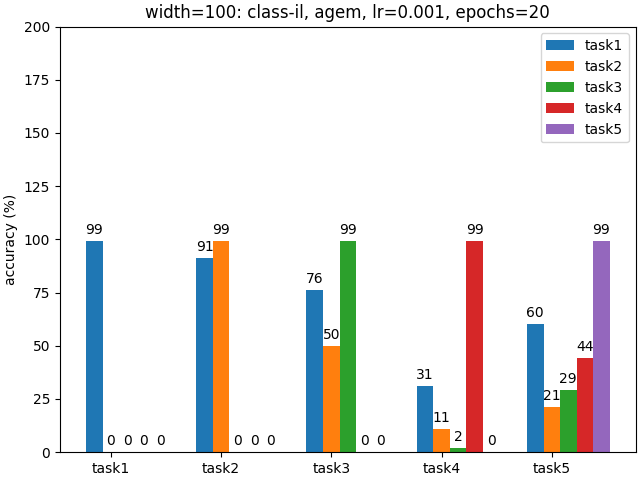 width=100: class-il, agem, lr=0.001, epochs=20
accuracy (%)
200
175
150
125
100
75
50
25
0
task1
task2
task3
task4
task5
99 0 0 0 0
91 99 0 0 0
76 50 99 0 0
31 11 2 99 0
60 21 29 44 99
task1 task2 task3 task4 task5